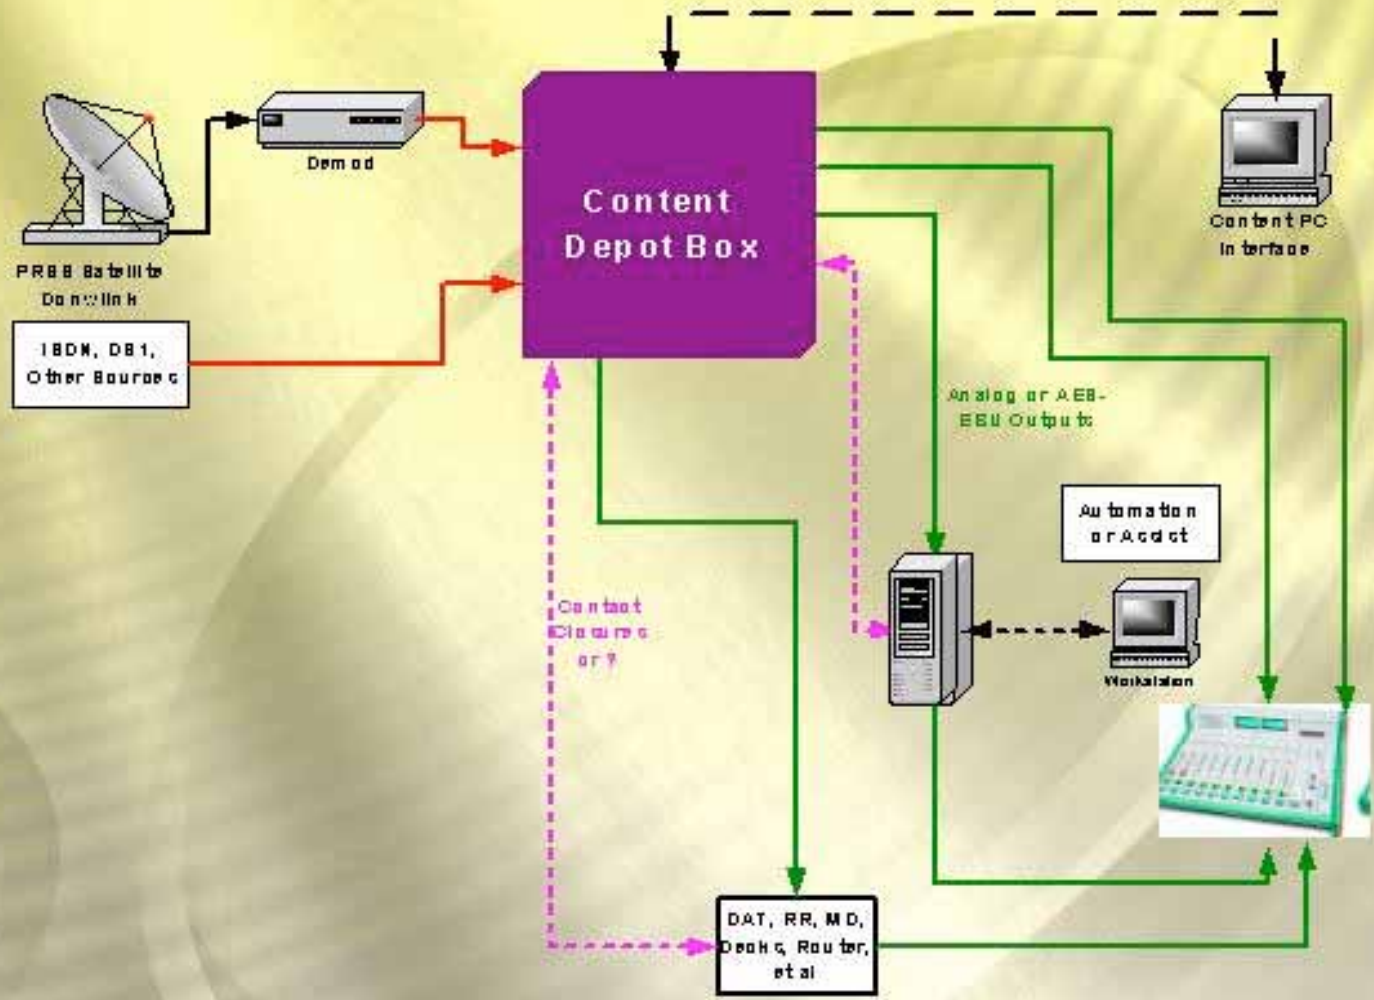 Demod
Content
Depot Box
Content PC
Interface
PRSS Satellite
Donwlink
ISDN, DS1,
Other Sources
Analog or AES-
EBU Outputs
Automation
or Assist
Contact
Closures
or ?
Workstation
DAT, RR, MD,
Decks, Router,
et al